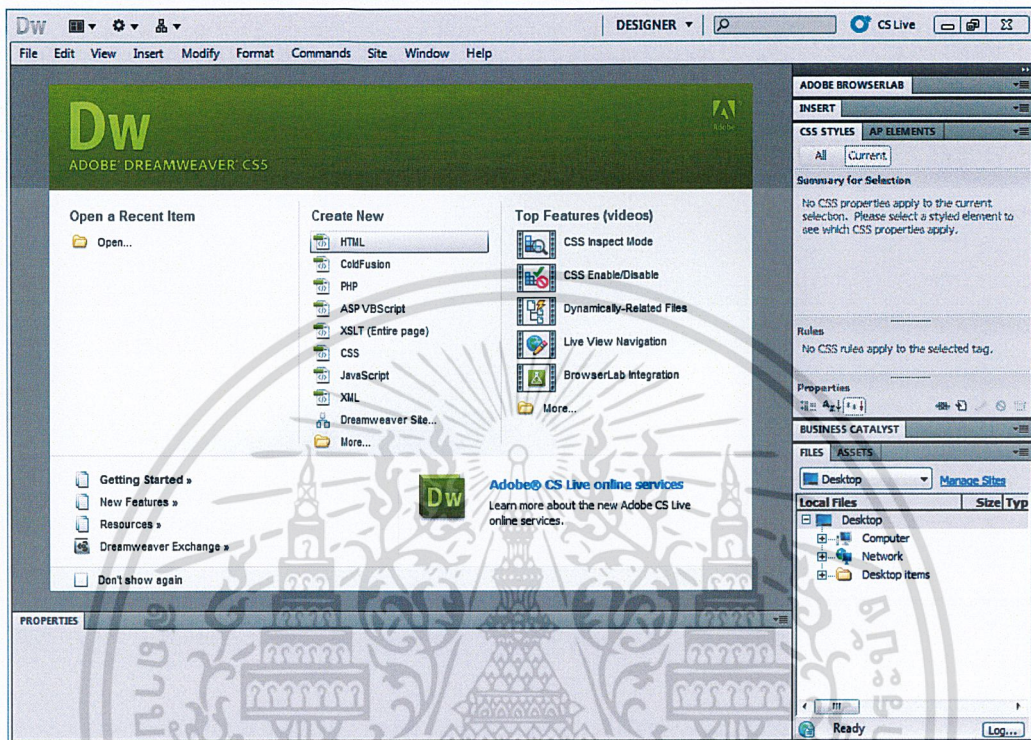 Dw DESIGNER CS Live
File Edit View Insert Modify Format Commands Site Window Help
Dw
ADOBE® DREAMWEAVER® CS5
Adobe
Open a Recent Item
Open...
Create New
HTML
ColdFusion
PHP
ASP VBScript
XSLT (Entire page)
CSS
JavaScript
XML
Dreamweaver Site...
More...
Top Features (videos)
CSS Inspect Mode
CSS Enable/Disable
Dynamically-Related Files
Live View Navigation
BrowserLab Integration
More...
Getting Started »
New Features »
Resources »
Dreamweaver Exchange »
Don't show again
Dw
Adobe® CS Live online services
Learn more about the new Adobe CS Live
online services.
PROPERTIES
ADOBE BROWSERLAB
INSERT
CSS STYLES AP ELEMENTS
All Current
Summary for Selection
No CSS properties apply to the current
selection. Please select a styled element to
see which CSS properties apply.
Rules
No CSS rules apply to the selected tag.
Properties
BUSINESS CATALYST
FILES ASSETS
Desktop Manage Sites
Local Files Size Typ
Desktop
Computer
Network
Desktop items
Ready Log...